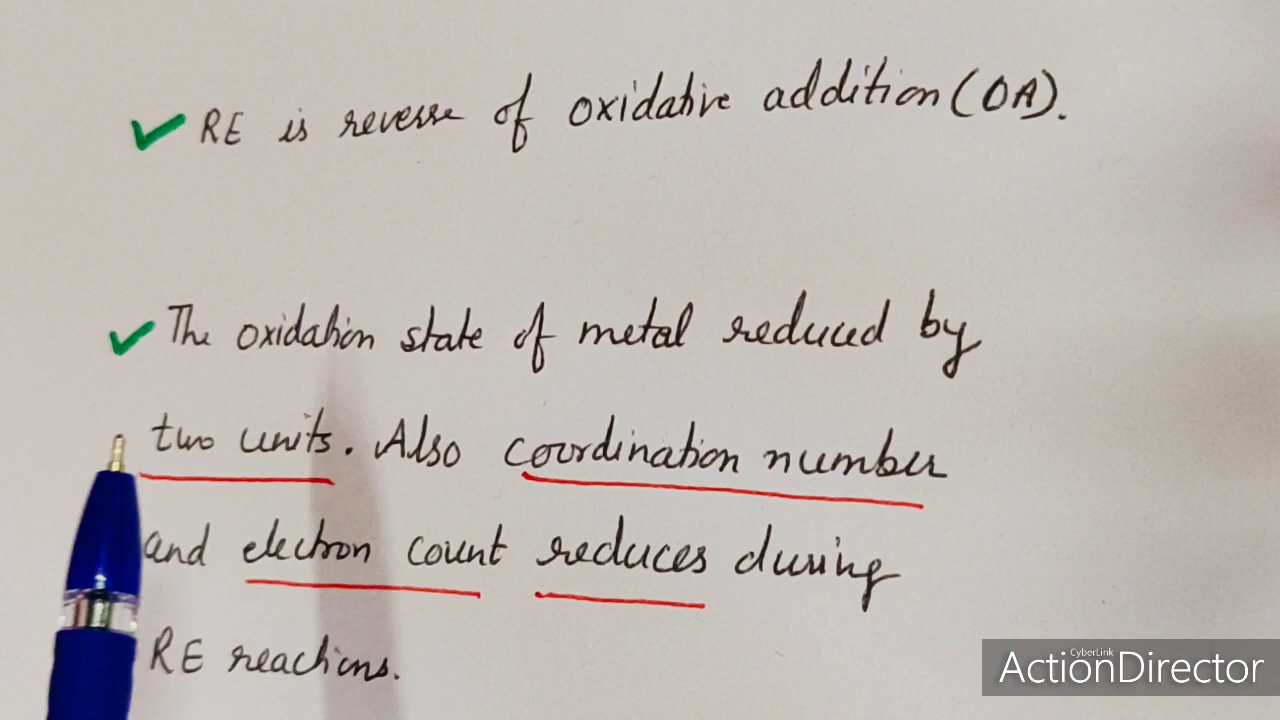 RE is reverse of oxidative addition (OA).
The oxidation state of metal reduced by
two units. Also coordination number
and electron count reduces during
RE reactions.
CyberLink
ActionDirector